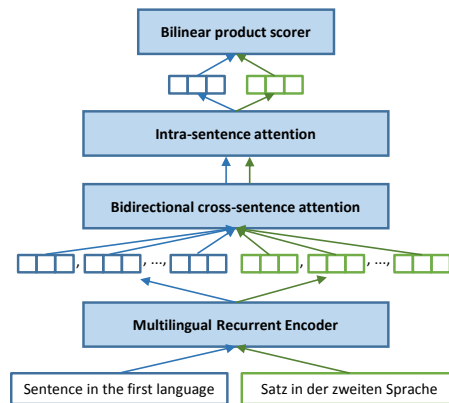 Bilinear product scorer
Intra-sentence attention
Bidirectional cross-sentence attention
, , ..., , , ...,
Multilingual Recurrent Encoder
Sentence in the first language
Satz in der zweiten Sprache